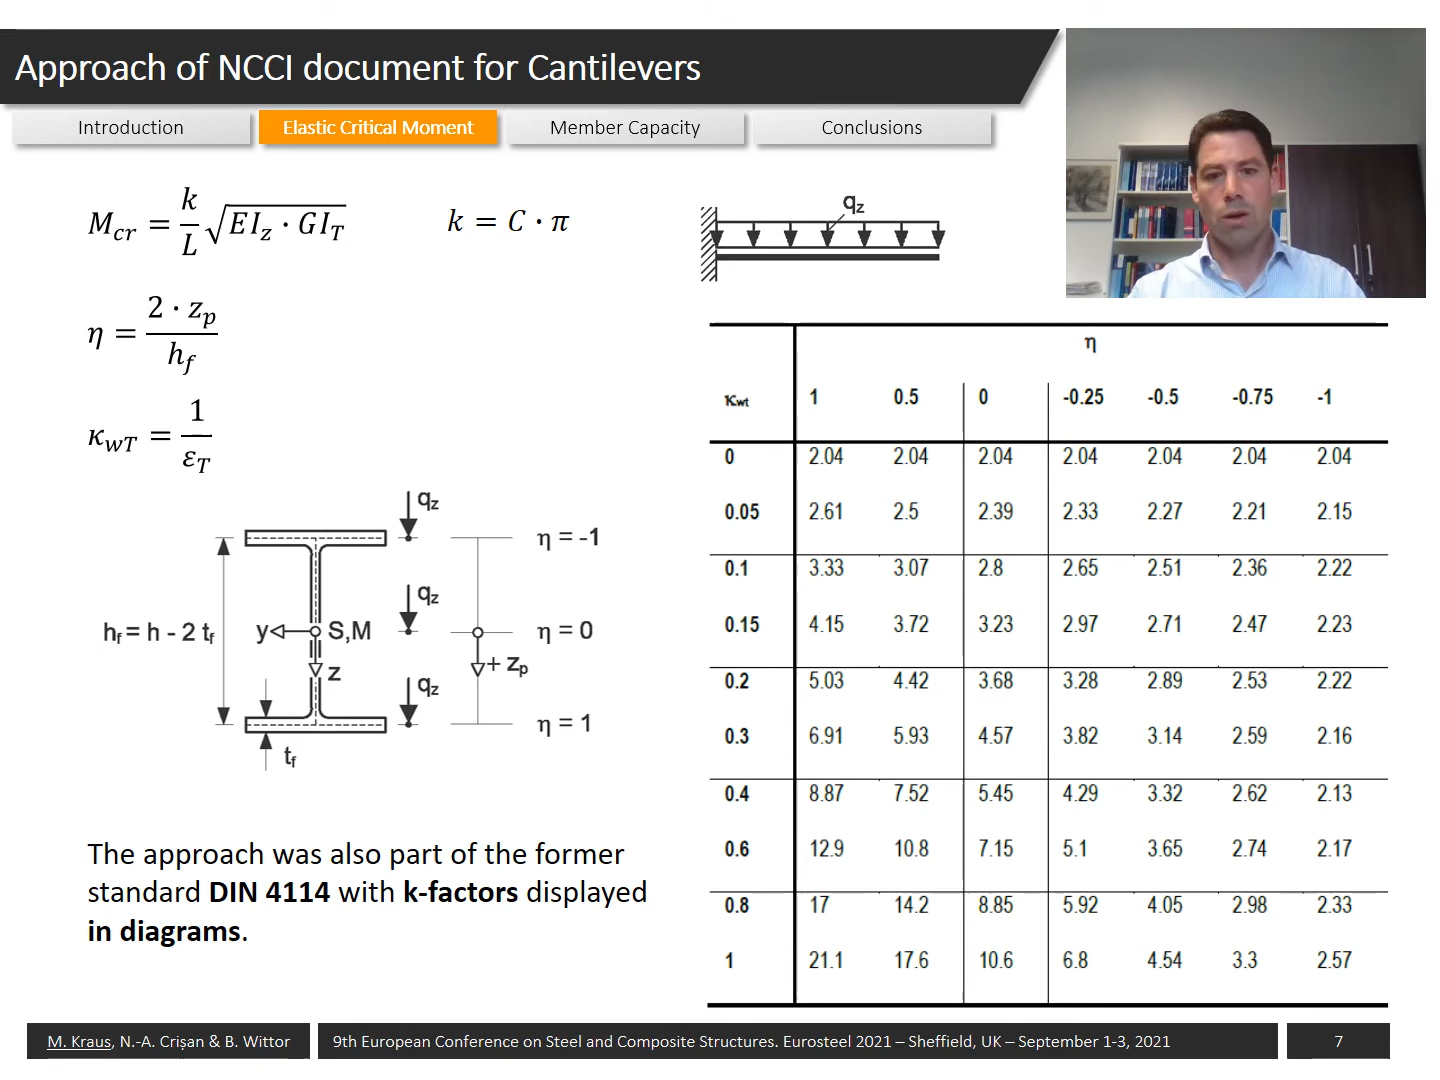 Approach of NCCI document for Cantilevers
Introduction
Elastic Critical Moment
Member Capacity
Conclusions
M_cr = k/L √(EI_z · GI_T)
k = C · π
η = 2 · z_p / h_f
κ_wT = 1 / ε_T
q_z
q_z
η = -1
q_z
h_f = h - 2 t_f
y
S,M
η = 0
z
+ z_p
q_z
η = 1
t_f
The approach was also part of the former
standard DIN 4114 with k-factors displayed
in diagrams.
η
κwt 1 0.5 0 -0.25 -0.5 -0.75 -1
0 2.04 2.04 2.04 2.04 2.04 2.04 2.04
0.05 2.61 2.5 2.39 2.33 2.27 2.21 2.15
0.1 3.33 3.07 2.8 2.65 2.51 2.36 2.22
0.15 4.15 3.72 3.23 2.97 2.71 2.47 2.23
0.2 5.03 4.42 3.68 3.28 2.89 2.53 2.22
0.3 6.91 5.93 4.57 3.82 3.14 2.59 2.16
0.4 8.87 7.52 5.45 4.29 3.32 2.62 2.13
0.6 12.9 10.8 7.15 5.1 3.65 2.74 2.17
0.8 17 14.2 8.85 5.92 4.05 2.98 2.33
1 21.1 17.6 10.6 6.8 4.54 3.3 2.57
M. Kraus, N.-A. Crișan & B. Wittor
9th European Conference on Steel and Composite Structures. Eurosteel 2021 – Sheffield, UK – September 1-3, 2021
7